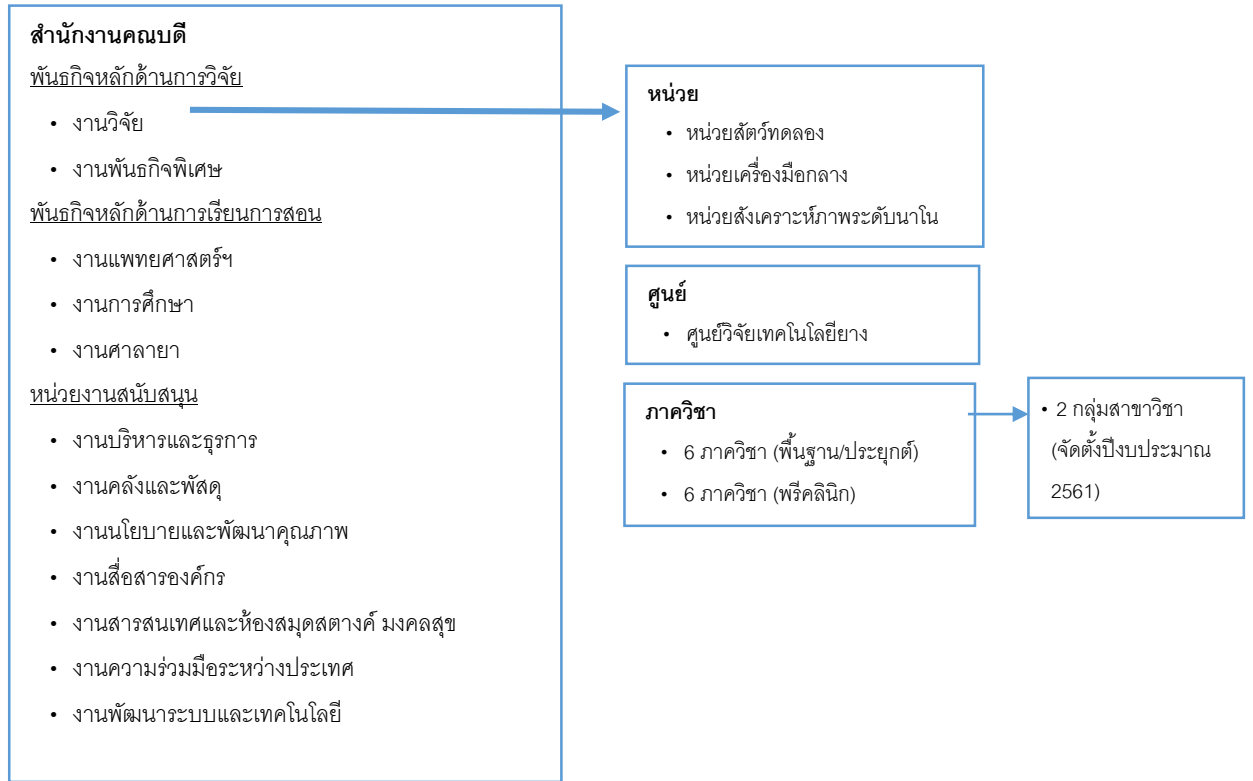 สำนักงานคณบดี
พันธกิจหลักด้านการวิจัย
• งานวิจัย
• งานพันธกิจพิเศษ
พันธกิจหลักด้านการเรียนการสอน
• งานแพทยศาสตร์ฯ
• งานการศึกษา
• งานศาลายา
หน่วยงานสนับสนุน
• งานบริหารและธุรการ
• งานคลังและพัสดุ
• งานนโยบายและพัฒนาคุณภาพ
• งานสื่อสารองค์กร
• งานสารสนเทศและห้องสมุดสตางค์ มงคลสุข
• งานความร่วมมือระหว่างประเทศ
• งานพัฒนาระบบและเทคโนโลยี
หน่วย
• หน่วยสัตว์ทดลอง
• หน่วยเครื่องมือกลาง
• หน่วยสังเคราะห์ภาพระดับนาโน
ศูนย์
• ศูนย์วิจัยเทคโนโลยียาง
ภาควิชา
• 6 ภาควิชา (พื้นฐาน/ประยุกต์)
• 6 ภาควิชา (พรีคลินิก)
• 2 กลุ่มสาขาวิชา
(จัดตั้งปีงบประมาณ
2561)